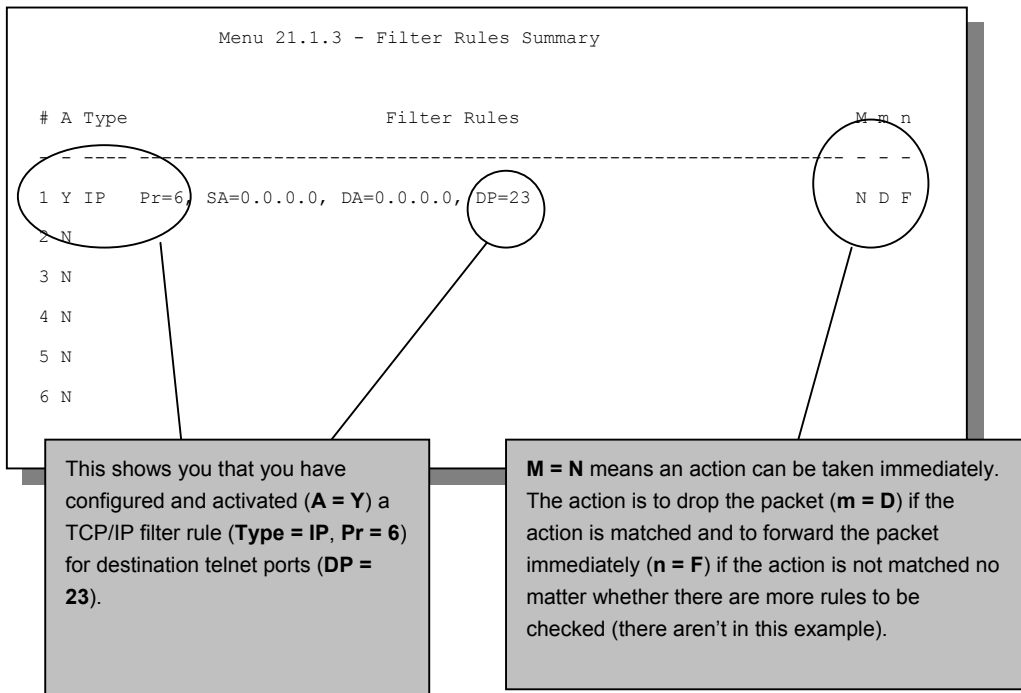 Menu 21.1.3 - Filter Rules Summary
# A Type Filter Rules M m n
- - ---- --------------------------------------------------------------- - - -
1 Y IP Pr=6, SA=0.0.0.0, DA=0.0.0.0, DP=23 N D F
2 N
3 N
4 N
5 N
6 N
This shows you that you have
configured and activated (A = Y) a
TCP/IP filter rule (Type = IP, Pr = 6)
for destination telnet ports (DP =
23).
M = N means an action can be taken immediately.
The action is to drop the packet (m = D) if the
action is matched and to forward the packet
immediately (n = F) if the action is not matched no
matter whether there are more rules to be
checked (there aren't in this example).